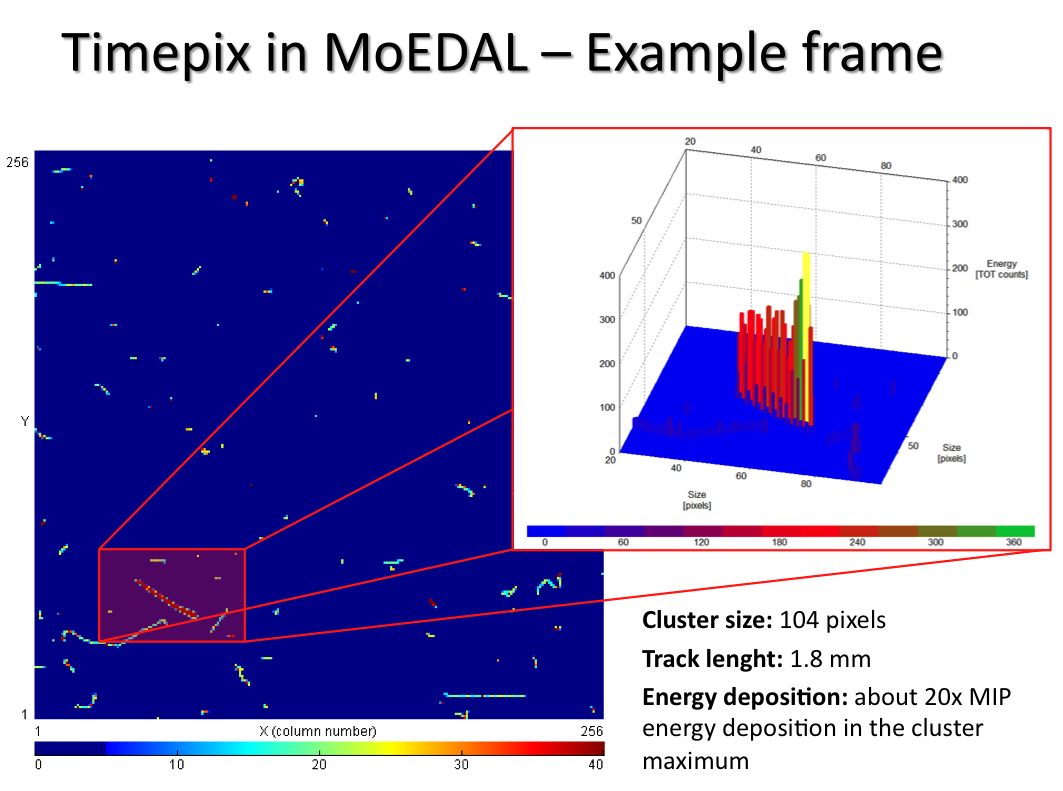 Timepix in MoEDAL – Example frame
256
Y
1
1
X (column number)
256
0
10
20
30
40
20
40
60
80
50
400
300
200
100
0
Energy
[TOT counts]
400
300
200
100
0
20
40
60
80
Size
[pixels]
50
Size
[pixels]
0
60
120
180
240
300
360
Cluster size: 104 pixels
Track lenght: 1.8 mm
Energy deposition: about 20x MIP
energy deposition in the cluster
maximum